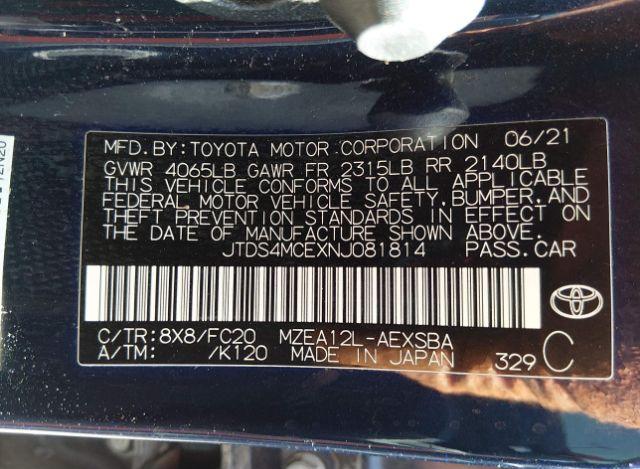 MFD.BY:TOYOTA MOTOR CORPORATION 06/21
GVWR 4065LB GAWR FR 2315LB RR 2140LB
THIS VEHICLE CONFORMS TO ALL APPLICABLE
FEDERAL MOTOR VEHICLE SAFETY,BUMPER,AND
THEFT PREVENTION STANDARDS IN EFFECT ON
THE DATE OF MANUFACTURE SHOWN ABOVE.
JTDS4MCEXNJ081814 PASS.CAR
C/TR:8X8/FC20 MZEA12L-AEXSBA
A/TM: /K120 MADE IN JAPAN 329 C